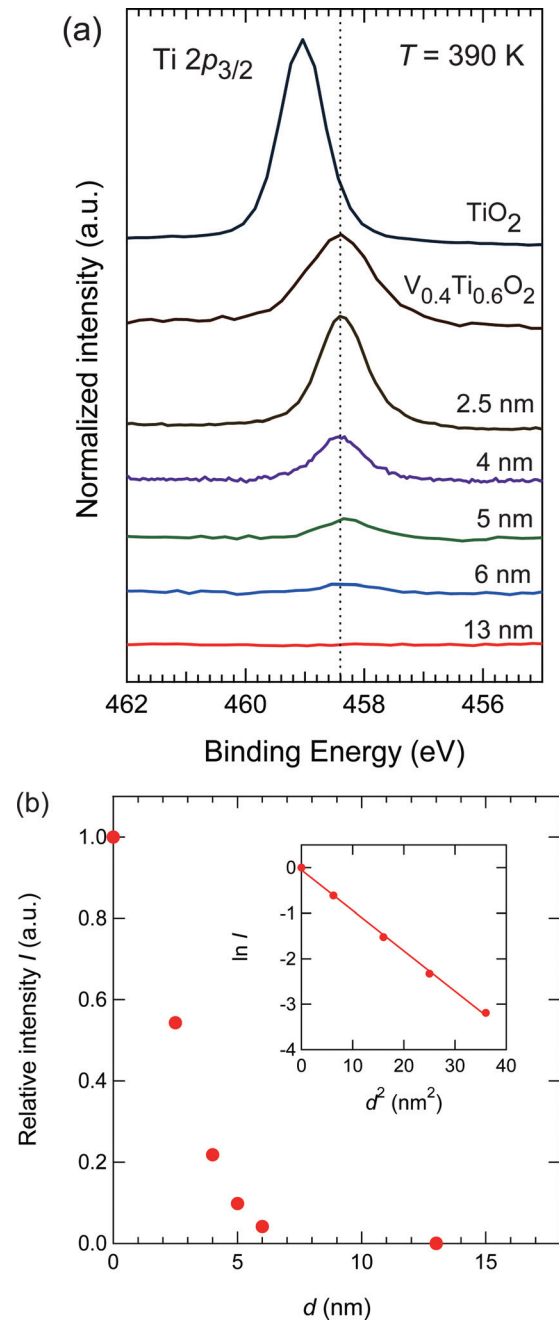 (a)
Ti 2p3/2
T = 390 K
TiO2
V0.4Ti0.6O2
2.5 nm
4 nm
5 nm
6 nm
13 nm
Normalized intensity (a.u.)
462 460 458 456
Binding Energy (eV)
(b)
1.0
0.8
0.6
0.4
0.2
0.0
Relative intensity I (a.u.)
0 5 10 15
d (nm)
0
-1
-2
-3
-4
ln I
0 10 20 30 40
d² (nm²)